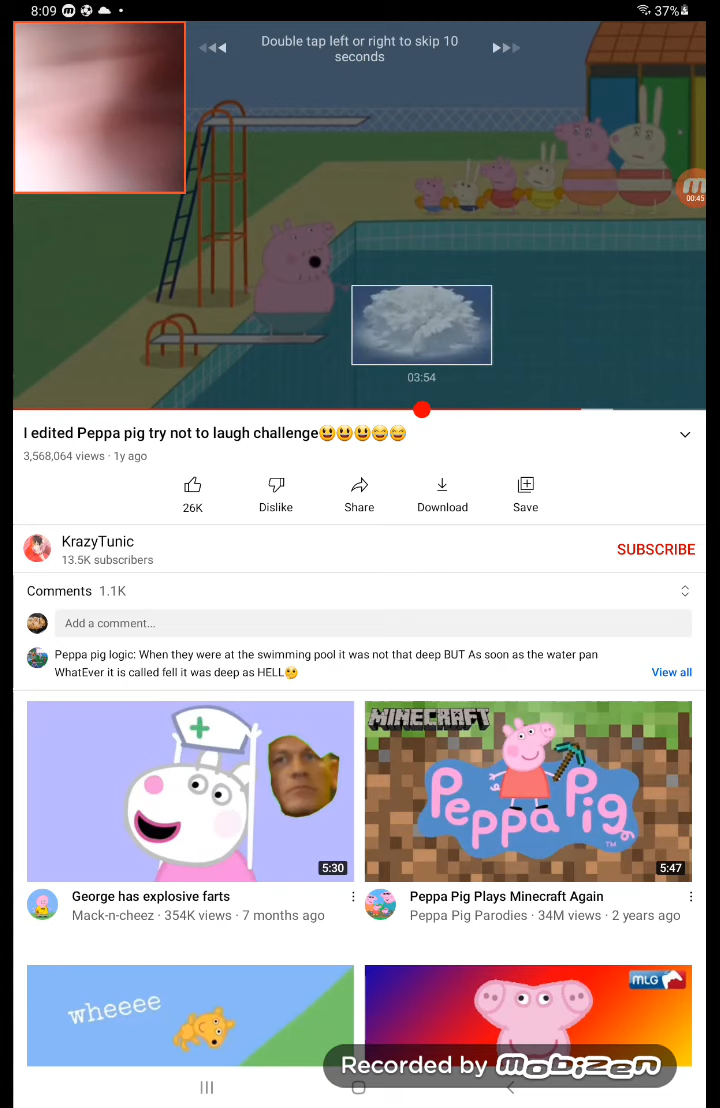 8:09
37%
Double tap left or right to skip 10
seconds
00:45
03:54
I edited Peppa pig try not to laugh challenge😃😃😃😄😄
3,568,064 views · 1y ago
26K
Dislike
Share
Download
Save
KrazyTunic
13.5K subscribers
SUBSCRIBE
Comments 1.1K
Add a comment...
Peppa pig logic: When they were at the swimming pool it was not that deep BUT As soon as the water pan
WhatEver it is called fell it was deep as HELL🤔
View all
MINECRAFT
Peppa Pig
TM
5:30
5:47
George has explosive farts
Mack-n-cheez · 354K views · 7 months ago
Peppa Pig Plays Minecraft Again
Peppa Pig Parodies · 34M views · 2 years ago
wheeee
MLG
Recorded by Mobizen